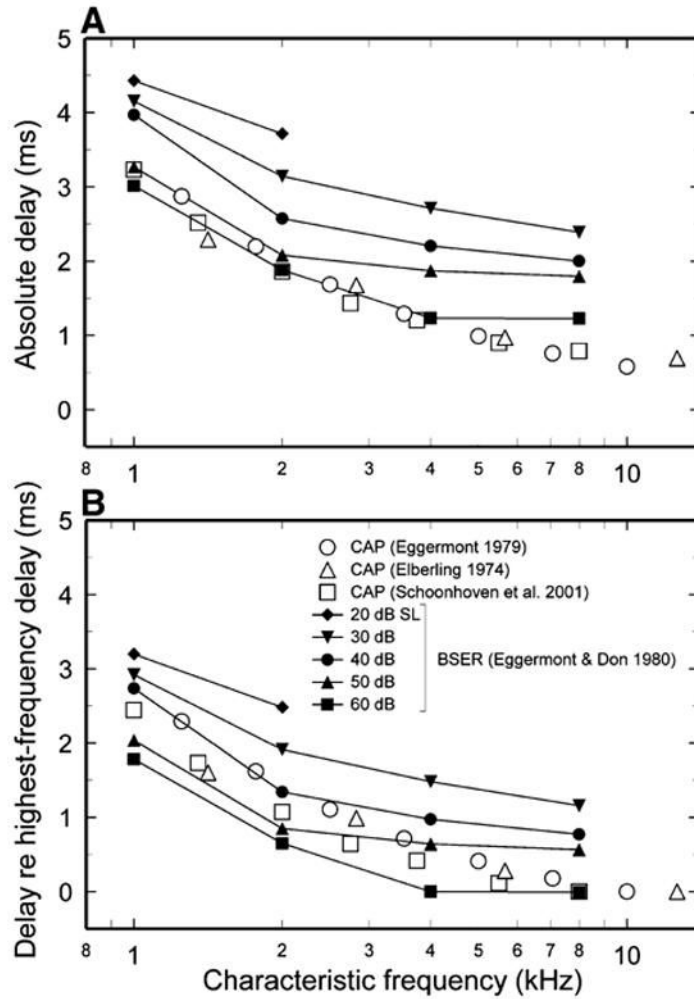 A
5
4
3
2
1
0
Absolute delay (ms)
8 1 2 3 4 5 6 7 8 10
B
5
4
3
2
1
0
Delay re highest-frequency delay (ms)
CAP (Eggermont 1979)
CAP (Elberling 1974)
CAP (Schoonhoven et al. 2001)
20 dB SL
30 dB
40 dB
50 dB
60 dB
BSER (Eggermont & Don 1980)
8 1 2 3 4 5 6 7 8 10
Characteristic frequency (kHz)